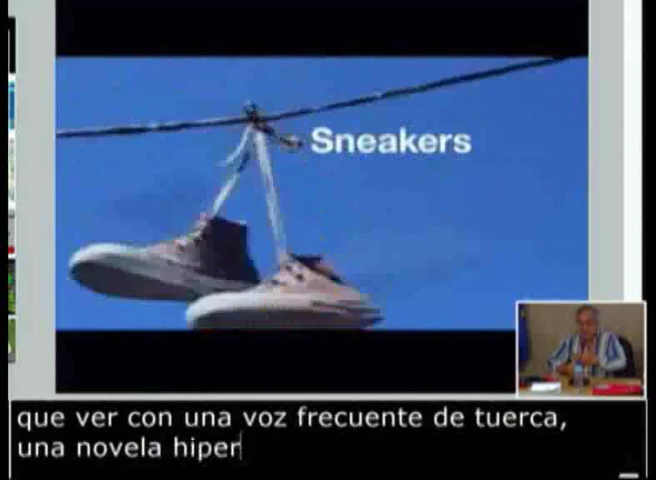 Sneakers
que ver con una voz frecuente de tuerca,
una novela hiper